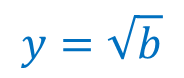 y = √b